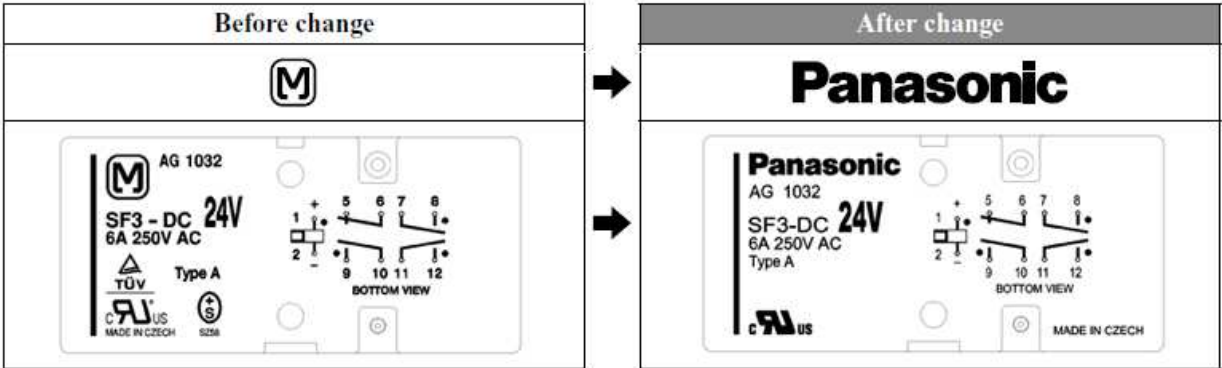 Before change
After change
M
Panasonic
M
AG 1032
SF3 - DC 24V
6A 250V AC
TÜV
Type A
C RU US
MADE IN CZECH
S
SZ58
+
5 6 7 8
1
2
-
9 10 11 12
BOTTOM VIEW
Panasonic
AG 1032
SF3-DC 24V
6A 250V AC
Type A
C RU US
+
5 6 7 8
1
2
-
9 10 11 12
BOTTOM VIEW
MADE IN CZECH